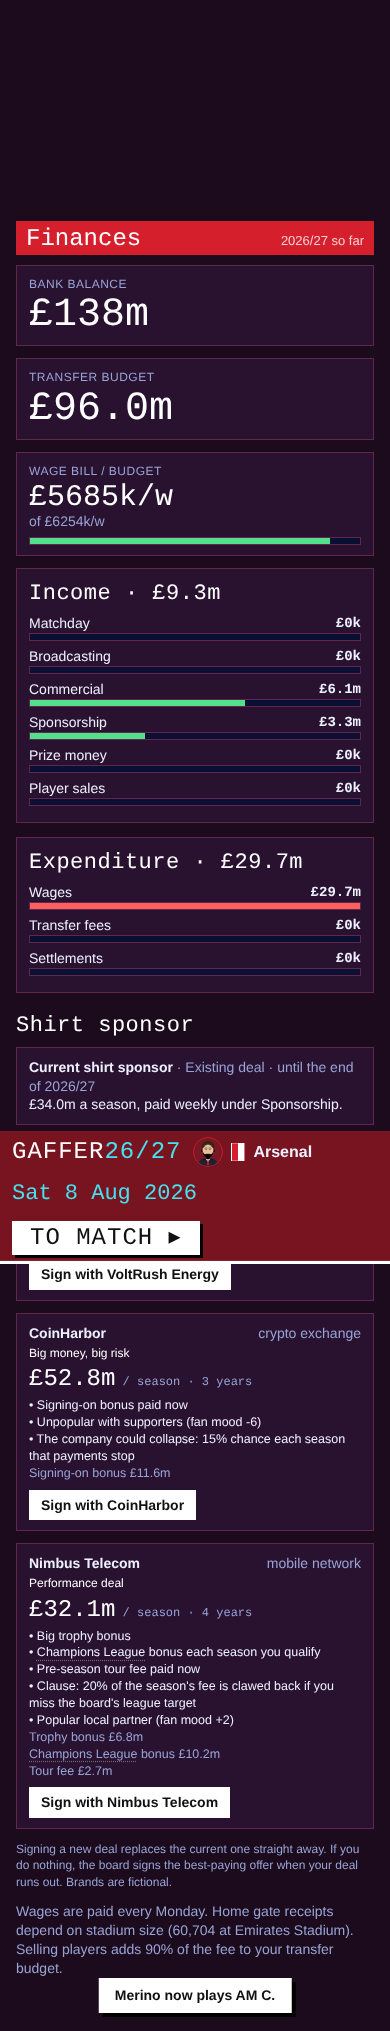 Finances 2026/27 so far
BANK BALANCE
£138m
TRANSFER BUDGET
£96.0m
WAGE BILL / BUDGET
£5685k/w
of £6254k/w
Income · £9.3m
Matchday £0k
Broadcasting £0k
Commercial £6.1m
Sponsorship £3.3m
Prize money £0k
Player sales £0k
Expenditure · £29.7m
Wages £29.7m
Transfer fees £0k
Settlements £0k
Shirt sponsor
Current shirt sponsor · Existing deal · until the end
of 2026/27
£34.0m a season, paid weekly under Sponsorship.
GAFFER26/27 Arsenal
Sat 8 Aug 2026
TO MATCH ►
Sign with VoltRush Energy
CoinHarbor crypto exchange
Big money, big risk
£52.8m / season · 3 years
• Signing-on bonus paid now
• Unpopular with supporters (fan mood -6)
• The company could collapse: 15% chance each season
that payments stop
Signing-on bonus £11.6m
Sign with CoinHarbor
Nimbus Telecom mobile network
Performance deal
£32.1m / season · 4 years
• Big trophy bonus
• Champions League bonus each season you qualify
• Pre-season tour fee paid now
• Clause: 20% of the season's fee is clawed back if you
miss the board's league target
• Popular local partner (fan mood +2)
Trophy bonus £6.8m
Champions League bonus £10.2m
Tour fee £2.7m
Sign with Nimbus Telecom
Signing a new deal replaces the current one straight away. If you
do nothing, the board signs the best-paying offer when your deal
runs out. Brands are fictional.
Wages are paid every Monday. Home gate receipts
depend on stadium size (60,704 at Emirates Stadium).
Selling players adds 90% of the fee to your transfer
budget.
Merino now plays AM C.